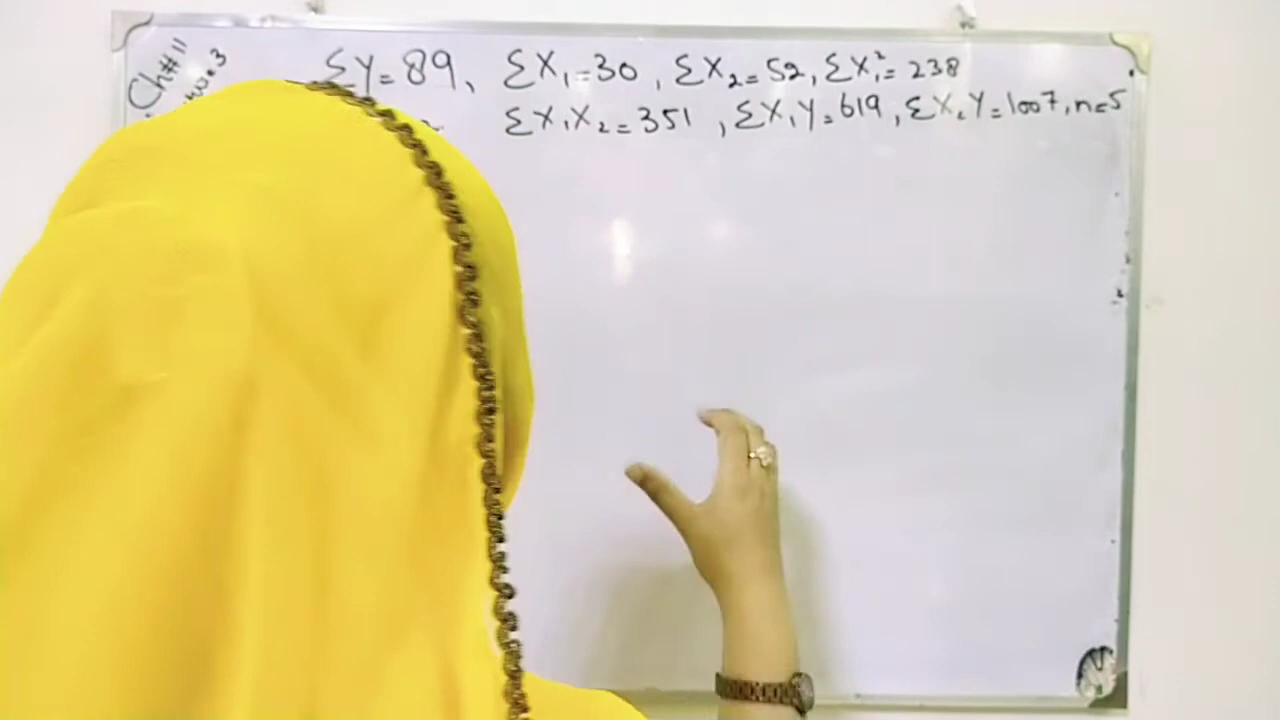 Ch#11
ΣY=89, ΣX₁=30, ΣX₂=52, ΣX₁²=238
ΣX₁X₂=351, ΣX₁Y=619, ΣX₂Y=1007, n=5